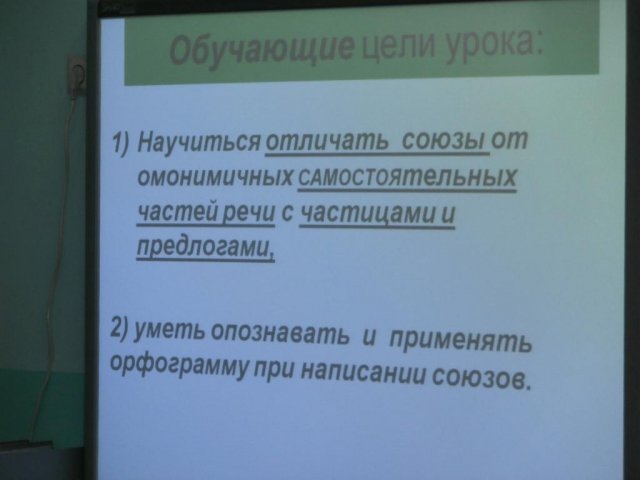 Обучающие цели урока:
1) Научиться отличать союзы от
омонимичных САМОСТОятельных
частей речи с частицами и
предлогами,
2) уметь опознавать и применять
орфограмму при написании союзов.